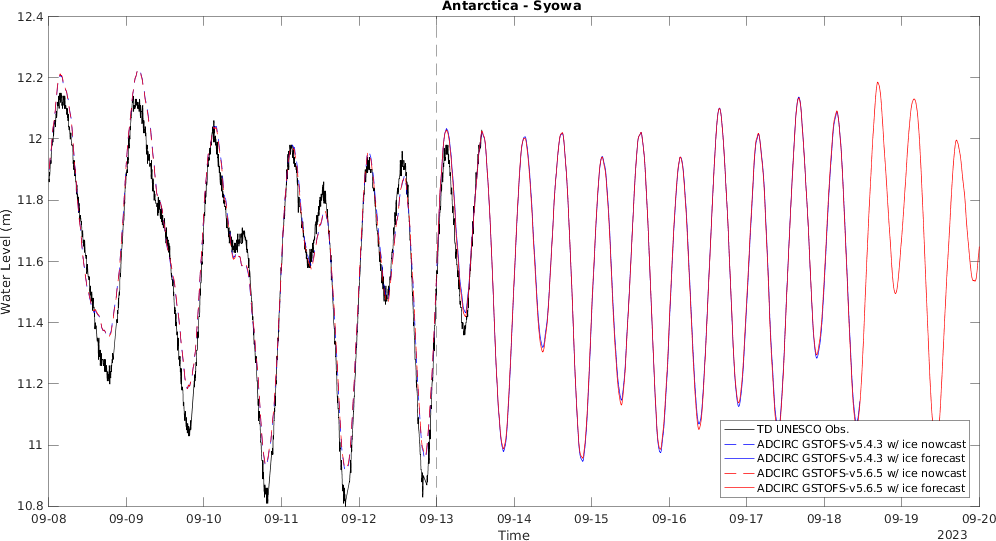 Antarctica - Syowa
12.4
12.2
12
11.8
11.6
11.4
11.2
11
10.8
Water Level (m)
TD UNESCO Obs.
ADCIRC GSTOFS-v5.4.3 w/ ice nowcast
ADCIRC GSTOFS-v5.4.3 w/ ice forecast
ADCIRC GSTOFS-v5.6.5 w/ ice nowcast
ADCIRC GSTOFS-v5.6.5 w/ ice forecast
09-08 09-09 09-10 09-11 09-12 09-13 09-14 09-15 09-16 09-17 09-18 09-19 09-20
Time
2023